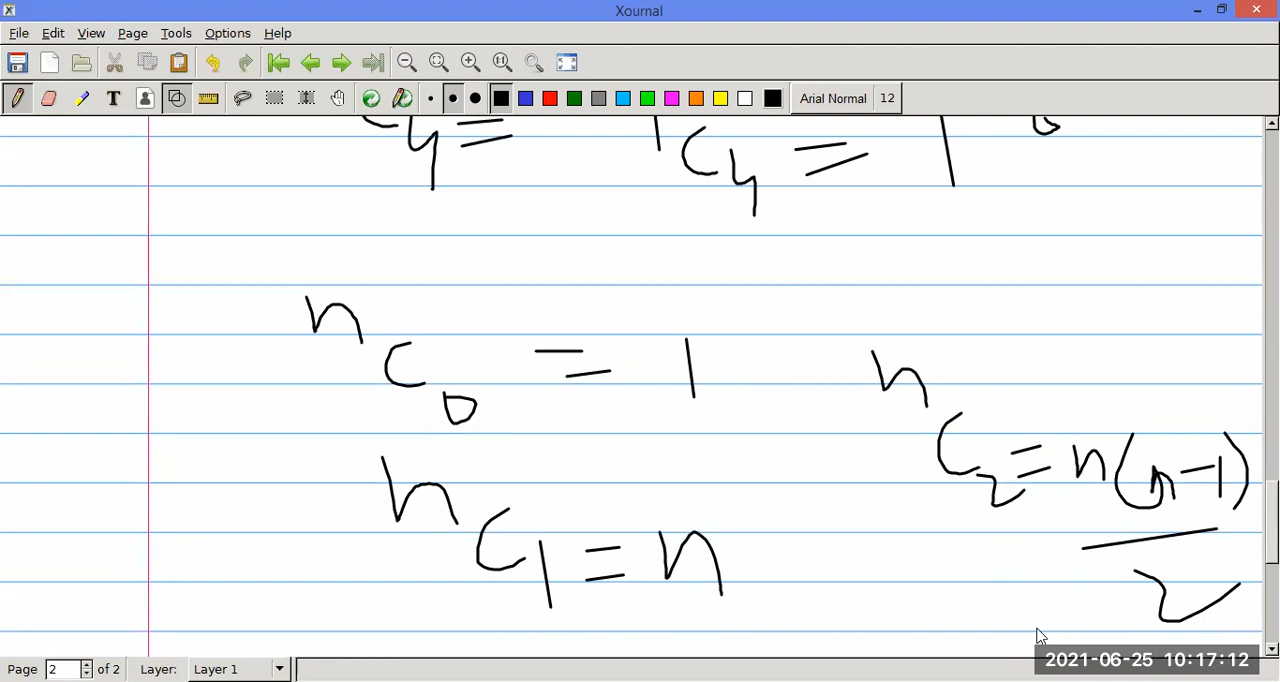 Xournal
File Edit View Page Tools Options Help
Arial Normal 12
C₄ = ¹C₄ = 1
ⁿC₀ = 1
ⁿC₂ = n(n-1)
2
ⁿC₁ = n
2021-06-25 10:17:12
Page 2 of 2 Layer: Layer 1